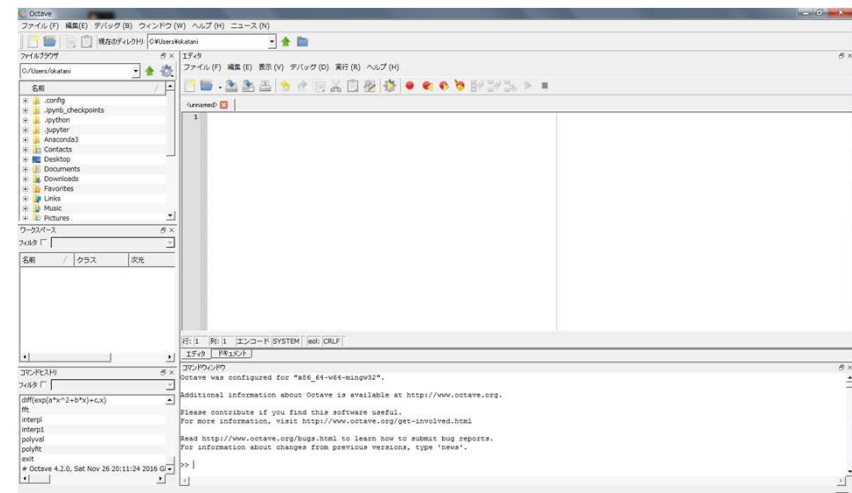 Octave
ファイル(F) 編集(E) デバッグ(B) ウィンドウ(W) ヘルプ(H) ニュース(N)
現在のディレクトリ: C¥Users¥okatani
ファイルブラウザ
C:/Users/okatani
名前
.config
.ipynb_checkpoints
.ipython
.jupyter
Anaconda3
Contacts
Desktop
Documents
Downloads
Favorites
Links
Music
Pictures
ワークスペース
フィルタ
名前 クラス 次元
コマンドヒストリ
フィルタ
diff(exp(a*x^2+b*x)+c,x)
fft
interpl
interp1
polyval
polyfit
exit
# Octave 4.2.0, Sat Nov 26 20:11:24 2016 G
エディタ
ファイル(F) 編集(E) 表示(V) デバッグ(D) 実行(R) ヘルプ(H)
<unnamed>
1
行: 1 列: 1 エンコード SYSTEM eol: CRLF
エディタ ドキュメント
コマンドウィンドウ
Octave was configured for "x86_64-w64-mingw32".
Additional information about Octave is available at http://www.octave.org.
Please contribute if you find this software useful.
For more information, visit http://www.octave.org/get-involved.html
Read http://www.octave.org/bugs.html to learn how to submit bug reports.
For information about changes from previous versions, type 'news'.
>>